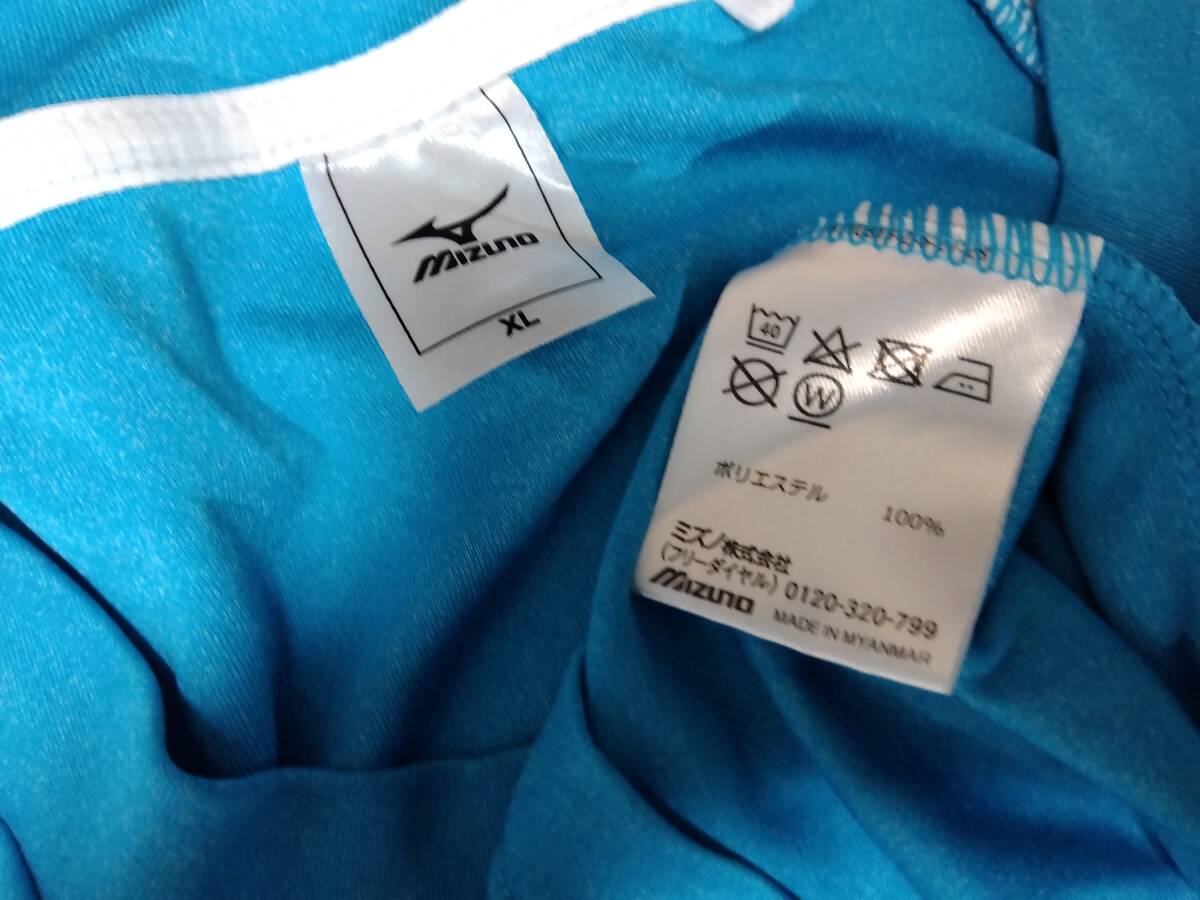 MIZUNO
XL
40
W
ポリエステル 100%
ミズノ株式会社
(フリーダイヤル) 0120-320-799
MIZUNO MADE IN MYANMAR